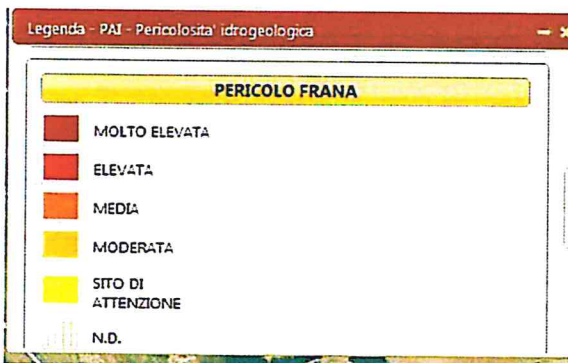 Legenda - PAI - Pericolosita' idrogeologica
PERICOLO FRANA
MOLTO ELEVATA
ELEVATA
MEDIA
MODERATA
SITO DI
ATTENZIONE
N.D.